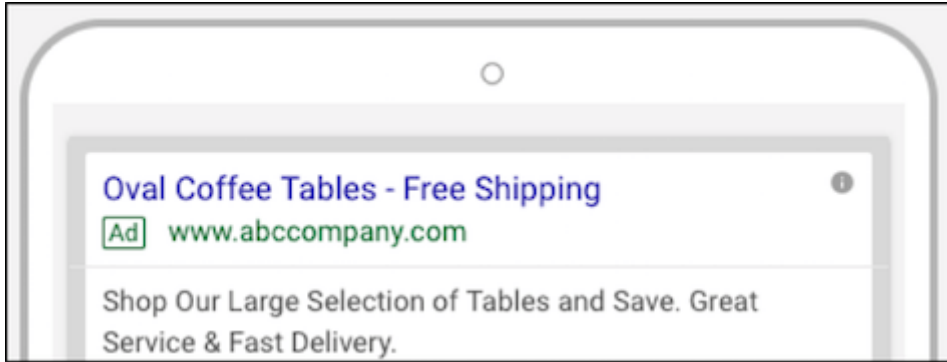 Oval Coffee Tables - Free Shipping
Ad www.abccompany.com
Shop Our Large Selection of Tables and Save. Great
Service & Fast Delivery.